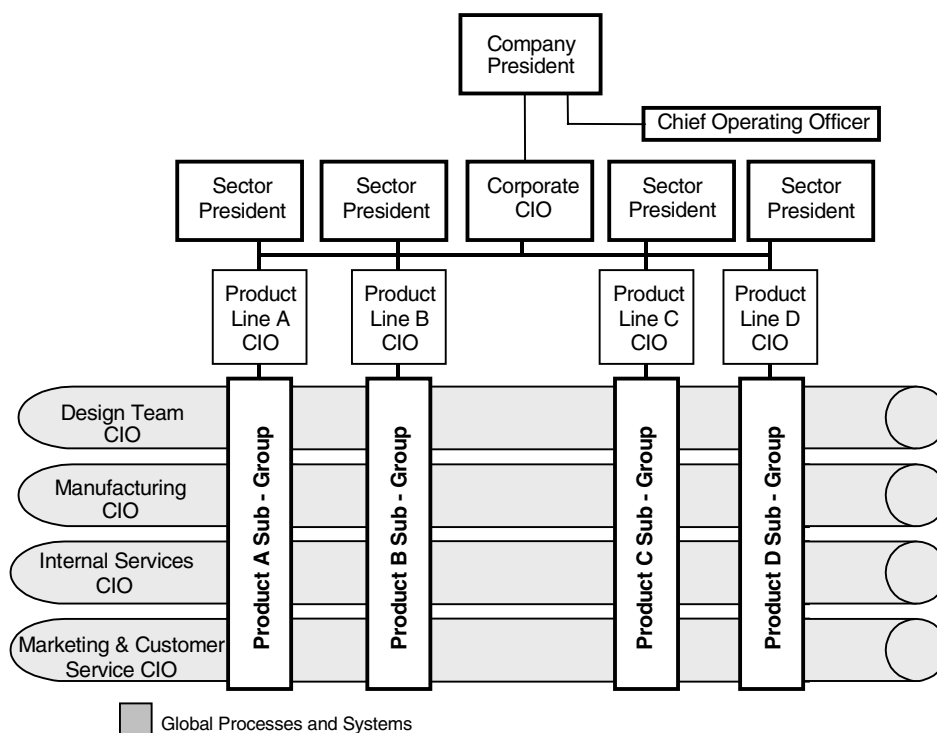 Company
President
Chief Operating Officer
Sector
President
Sector
President
Corporate
CIO
Sector
President
Sector
President
Product
Line A
CIO
Product
Line B
CIO
Product
Line C
CIO
Product
Line D
CIO
Design Team
CIO
Manufacturing
CIO
Internal Services
CIO
Marketing & Customer
Service CIO
Product A Sub - Group
Product B Sub - Group
Product C Sub - Group
Product D Sub - Group
Global Processes and Systems